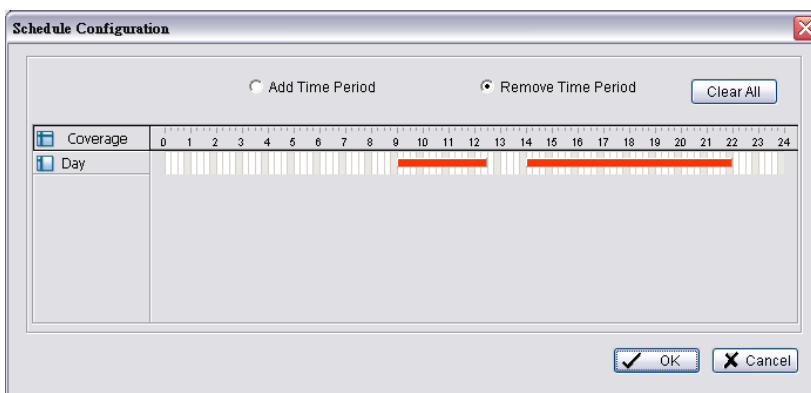 Schedule Configuration
Add Time Period Remove Time Period Clear All
Coverage 0 1 2 3 4 5 6 7 8 9 10 11 12 13 14 15 16 17 18 19 20 21 22 23 24
Day
OK Cancel